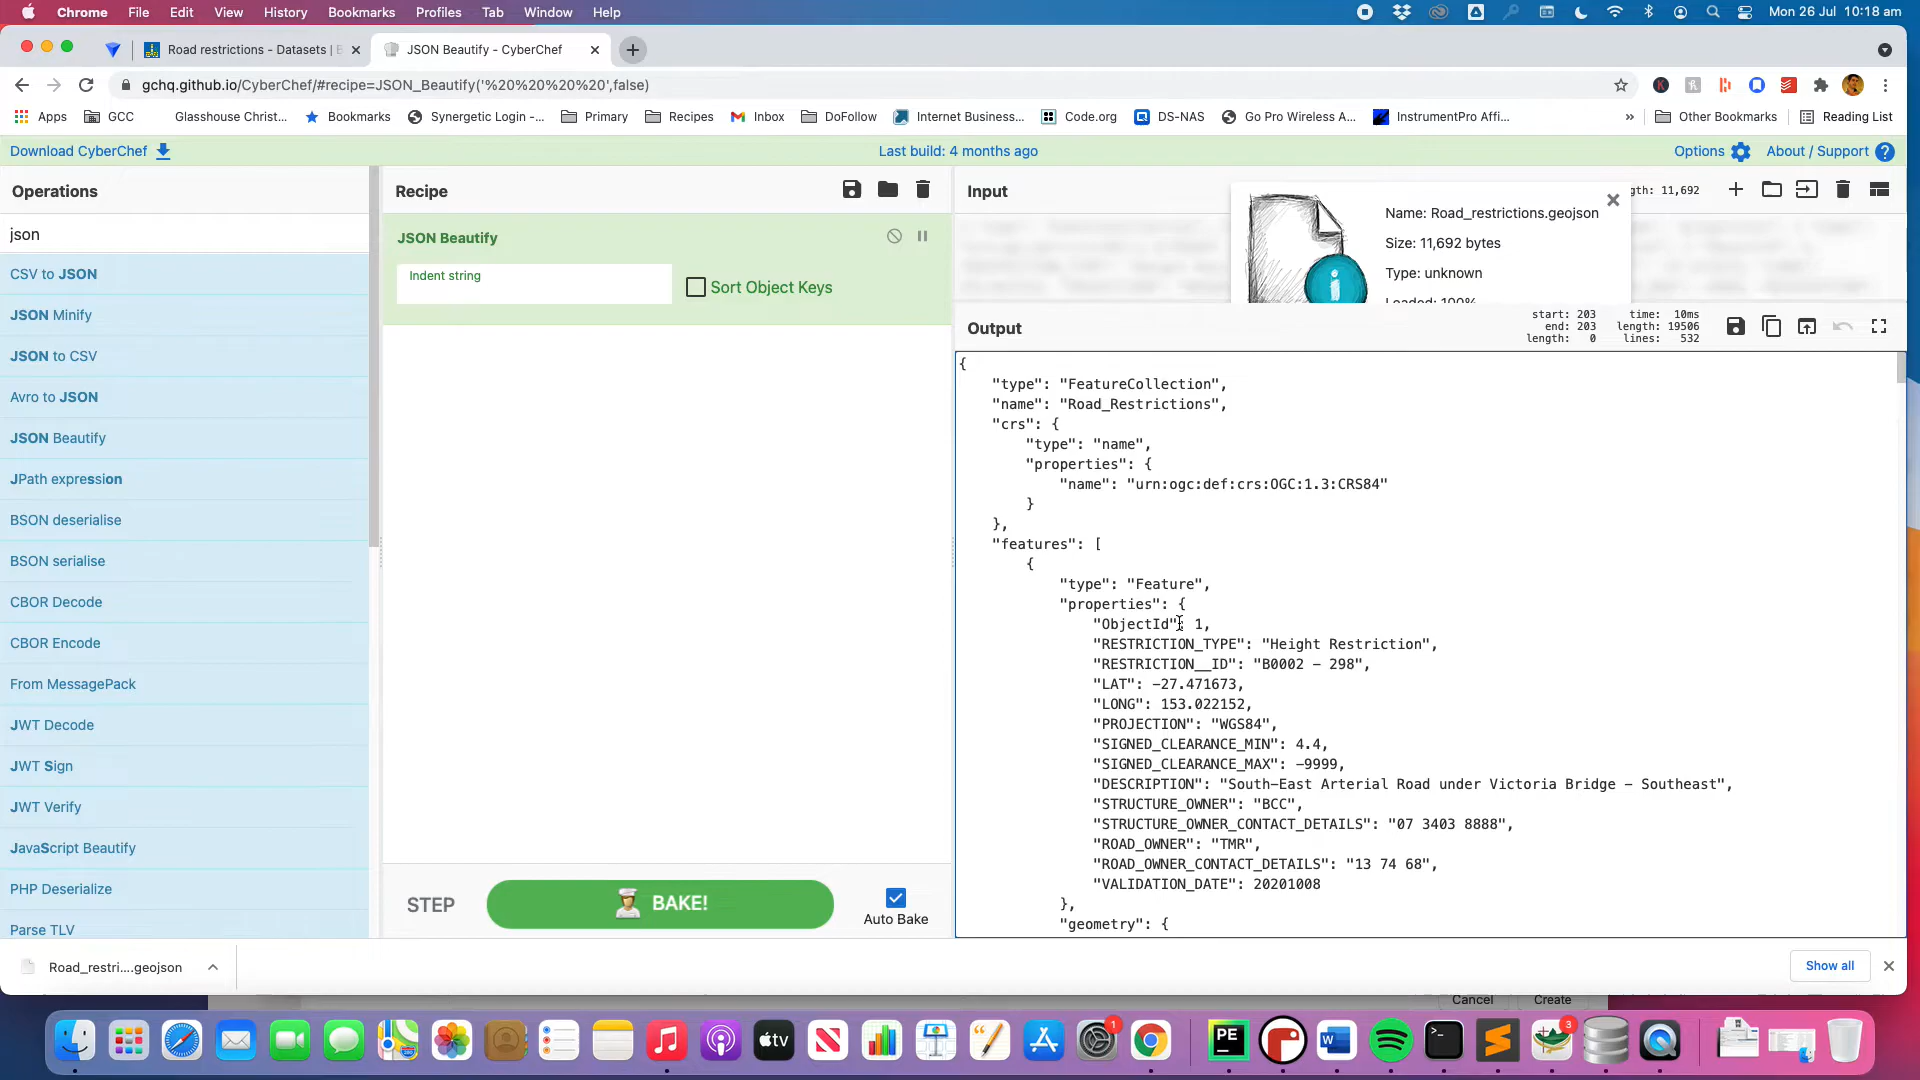 Chrome File Edit View History Bookmarks Profiles Tab Window Help Mon 26 Jul 10:18 am
Road restrictions - Datasets | B JSON Beautify - CyberChef
gchq.github.io/CyberChef/#recipe=JSON_Beautify('%20%20%20%20',false)
Apps GCC Glasshouse Christ... Bookmarks Synergetic Login -... Primary Recipes Inbox DoFollow Internet Business... Code.org DS-NAS Go Pro Wireless A... InstrumentPro Affi... » Other Bookmarks Reading List
Download CyberChef Last build: 4 months ago Options About / Support
Operations
json
CSV to JSON
JSON Minify
JSON to CSV
Avro to JSON
JSON Beautify
JPath expression
BSON deserialise
BSON serialise
CBOR Decode
CBOR Encode
From MessagePack
JWT Decode
JWT Sign
JWT Verify
JavaScript Beautify
PHP Deserialize
Parse TLV
Recipe
JSON Beautify
Indent string
Sort Object Keys
STEP BAKE! Auto Bake
Input
gth: 11,692
Name: Road_restrictions.geojson
Size: 11,692 bytes
Type: unknown
Loaded: 100%
Output
start: 203 time: 10ms
end: 203 length: 19506
length: 0 lines: 532
{
"type": "FeatureCollection",
"name": "Road_Restrictions",
"crs": {
"type": "name",
"properties": {
"name": "urn:ogc:def:crs:OGC:1.3:CRS84"
}
},
"features": [
{
"type": "Feature",
"properties": {
"ObjectId": 1,
"RESTRICTION_TYPE": "Height Restriction",
"RESTRICTION__ID": "B0002 – 298",
"LAT": -27.471673,
"LONG": 153.022152,
"PROJECTION": "WGS84",
"SIGNED_CLEARANCE_MIN": 4.4,
"SIGNED_CLEARANCE_MAX": -9999,
"DESCRIPTION": "South-East Arterial Road under Victoria Bridge – Southeast",
"STRUCTURE_OWNER": "BCC",
"STRUCTURE_OWNER_CONTACT_DETAILS": "07 3403 8888",
"ROAD_OWNER": "TMR",
"ROAD_OWNER_CONTACT_DETAILS": "13 74 68",
"VALIDATION_DATE": 20201008
},
"geometry": {
Road_restri....geojson Show all
Cancel Create
tv PE 1 3